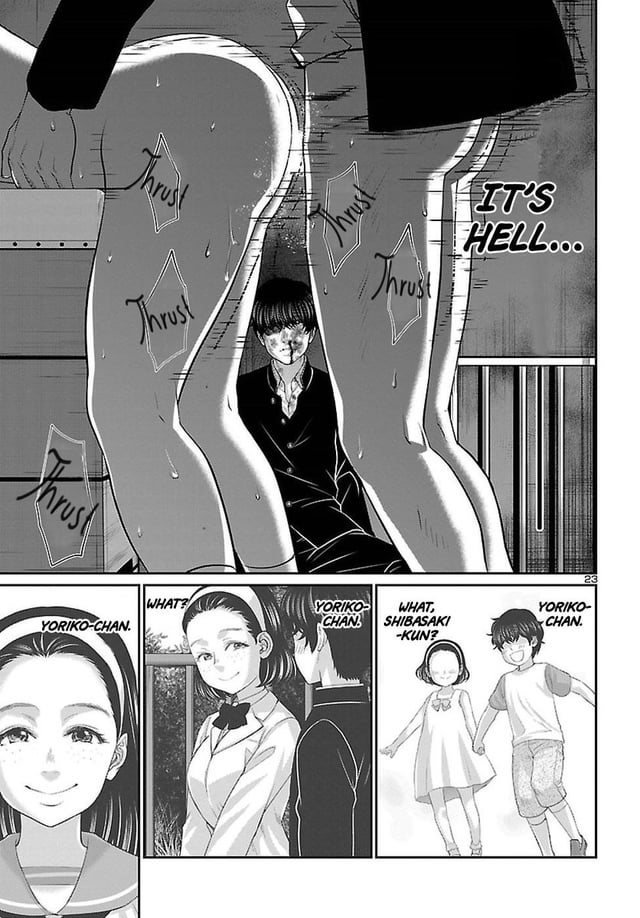 IT'S
HELL...
Thrust
Thrust
Thrust
Thrust
Thrust
23
YORIKO-
CHAN.
WHAT,
SHIBASAKI
-KUN?
YORIKO-
CHAN.
WHAT?
YORIKO-CHAN.